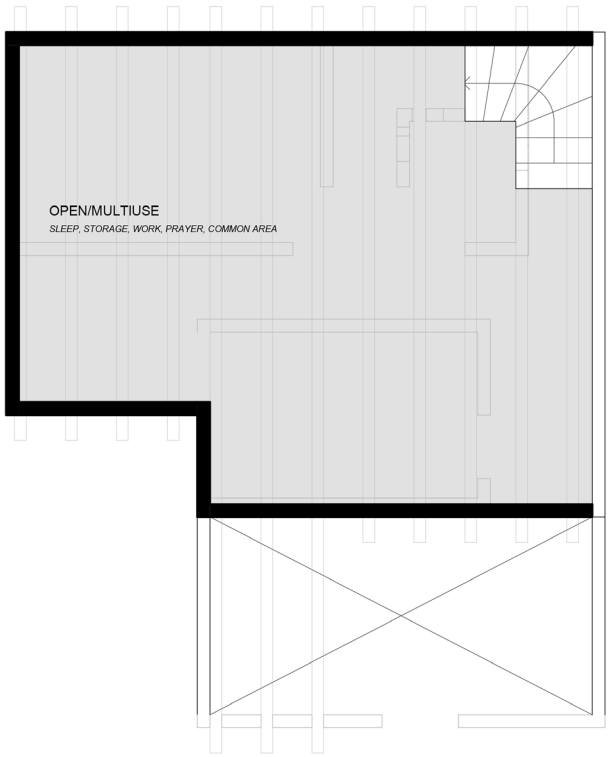 OPEN/MULTIUSE
SLEEP, STORAGE, WORK, PRAYER, COMMON AREA